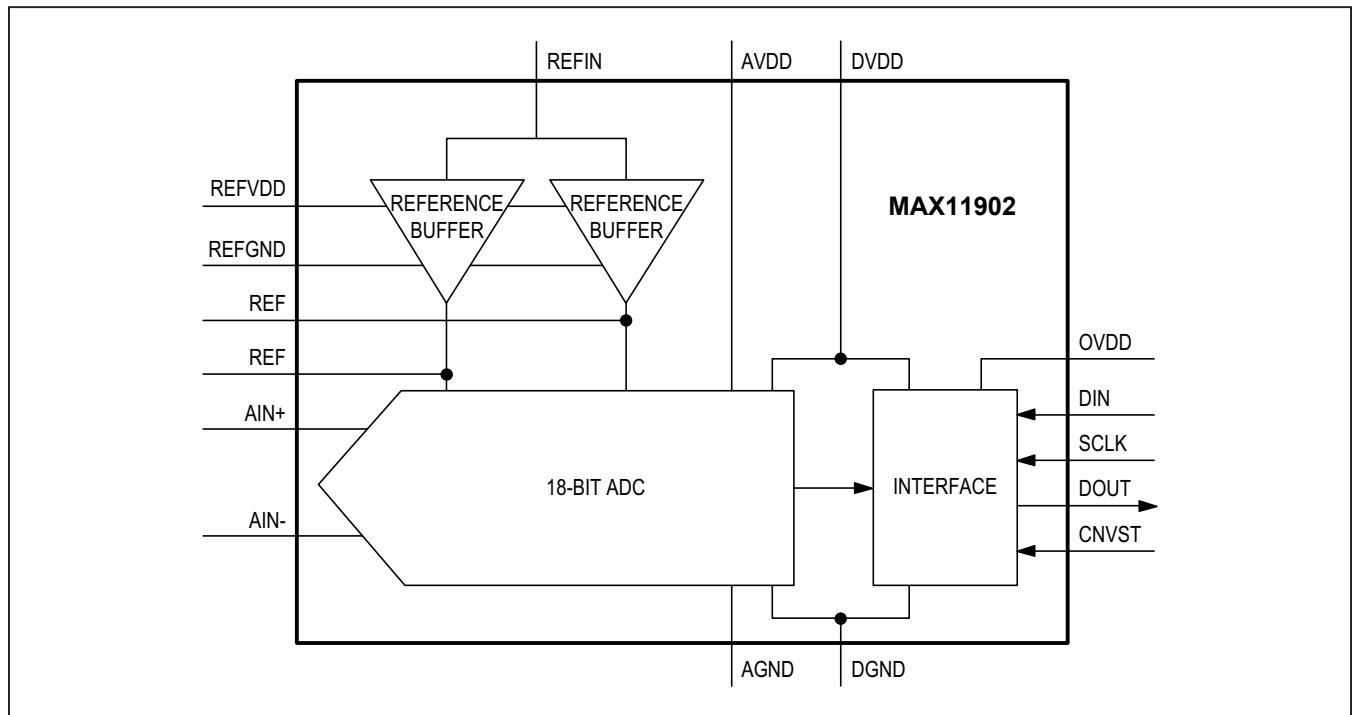 REFIN
AVDD
DVDD
REFVDD
REFERENCE
BUFFER
REFERENCE
BUFFER
MAX11902
REFGND
REF
REF
OVDD
AIN+
DIN
SCLK
18-BIT ADC
INTERFACE
DOUT
AIN-
CNVST
AGND
DGND